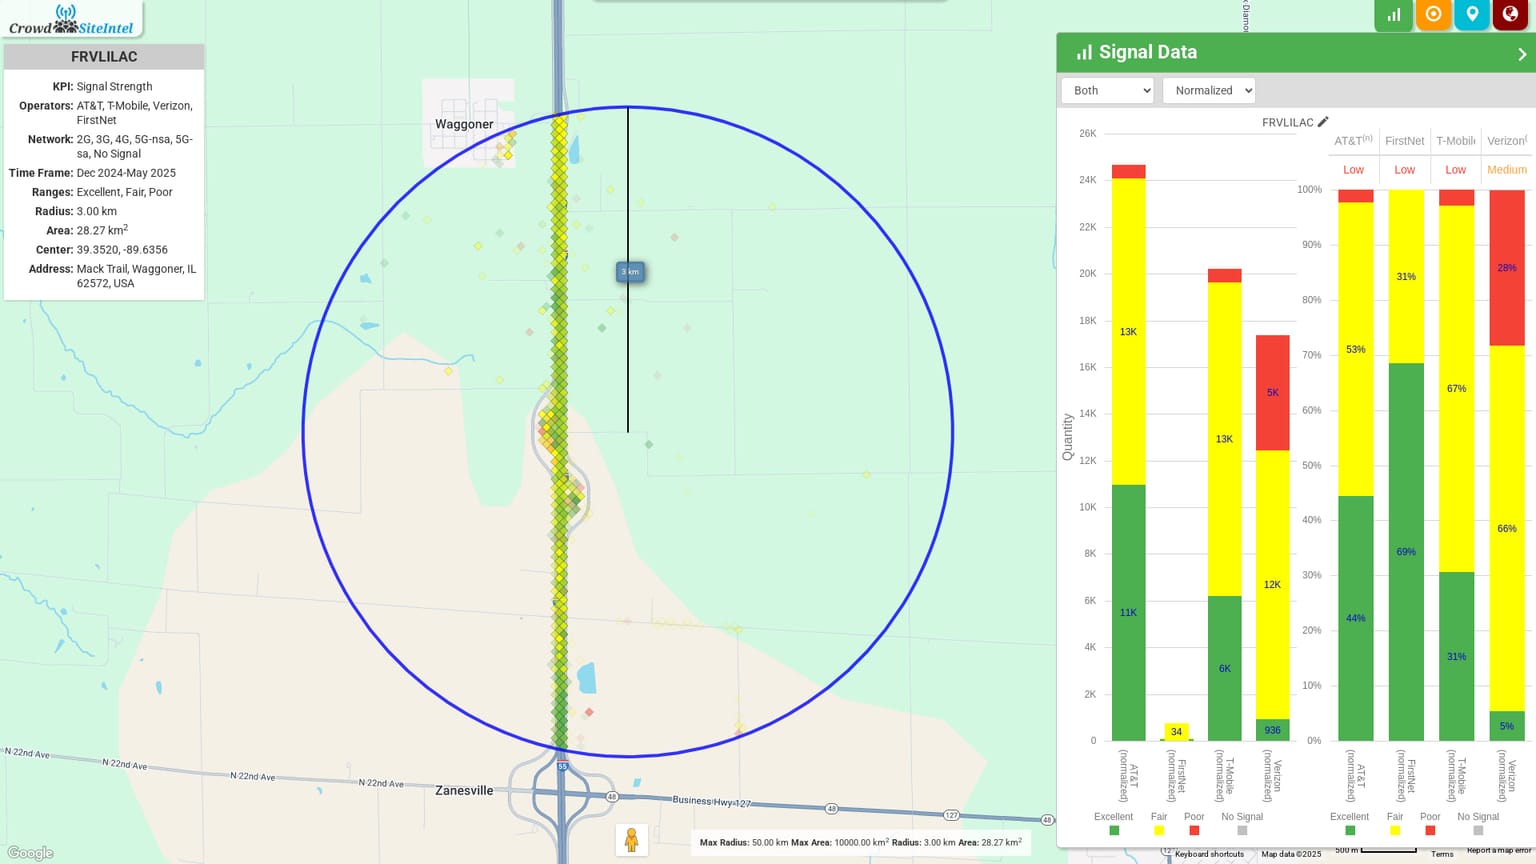 Crowd SiteIntel
FRVLILAC
KPI: Signal Strength
Operators: AT&T, T-Mobile, Verizon,
FirstNet
Network: 2G, 3G, 4G, 5G-nsa, 5G-
sa, No Signal
Time Frame: Dec 2024-May 2025
Ranges: Excellent, Fair, Poor
Radius: 3.00 km
Area: 28.27 km²
Center: 39.3520, -89.6356
Address: Mack Trail, Waggoner, IL
62572, USA
Waggoner
3 km
Zanesville
N 22nd Ave
N 22nd Ave
N 22nd Ave
N 22nd Ave
55
48
Business Hwy 127
48
127
48
Google
Max Radius: 50.00 km Max Area: 10000.00 km² Radius: 3.00 km Area: 28.27 km²
Signal Data
Both
Normalized
FRVLILAC
Quantity
26K
24K
22K
20K
18K
16K
14K
12K
10K
8K
6K
4K
2K
0
13K
11K
34
13K
6K
5K
12K
936
AT&T
(normalized)
FirstNet
(normalized)
T-Mobile
(normalized)
Verizon
(normalized)
Excellent Fair Poor No Signal
AT&T(n) FirstNet T-Mobile Verizon(
Low Low Low Medium
100%
90%
80%
70%
60%
50%
40%
30%
20%
10%
0%
53%
44%
31%
69%
67%
31%
28%
66%
5%
AT&T
(normalized)
FirstNet
(normalized)
T-Mobile
(normalized)
Verizon
(normalized)
Excellent Fair Poor No Signal
Keyboard shortcuts Map data ©2025 500 m Terms Report a map error